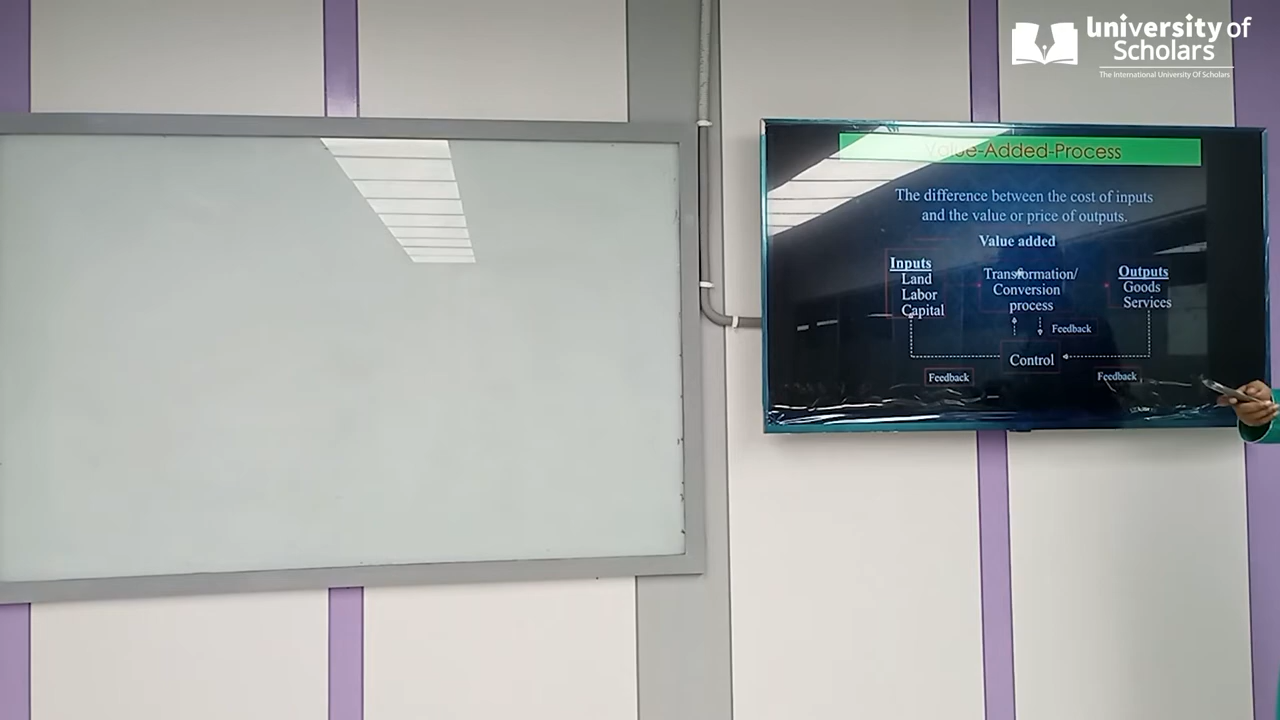 University of
Scholars
The International University Of Scholars
Value-Added-Process
The difference between the cost of inputs
and the value or price of outputs.
Value added
Inputs
Land
Labor
Capital
Transformation/
Conversion
process
Outputs
Goods
Services
Feedback
Control
Feedback
Feedback